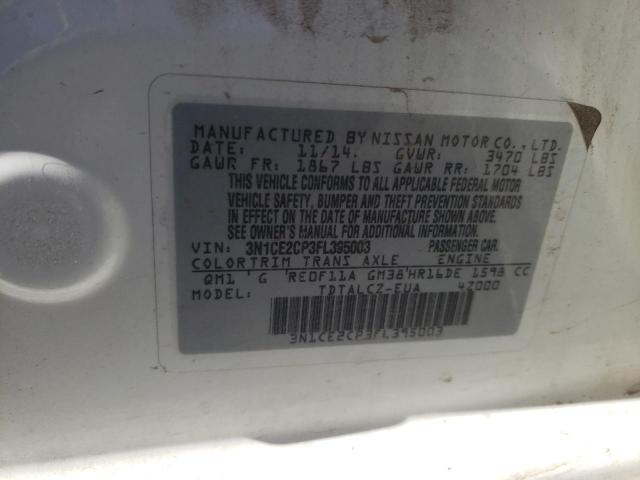 MANUFACTURED BY NISSAN MOTOR CO., LTD.
DATE: 11/14. GVWR: 3470 LBS
GAWR FR: 1867 LBS GAWR RR: 1704 LBS
THIS VEHICLE CONFORMS TO ALL APPLICABLE FEDERAL MOTOR
VEHICLE SAFETY, BUMPER AND THEFT PREVENTION STANDARDS
IN EFFECT ON THE DATE OF MANUFACTURE SHOWN ABOVE.
SEE OWNER'S MANUAL FOR ADDITIONAL INFORMATION.
VIN: 3N1CE2CP3FL395003 PASSENGER CAR.
COLOR TRIM TRANS AXLE ENGINE
QM1 'G 'RE0F11A GM38'HR16DE 1598 CC
MODEL: TDTALCZ-EUA 4Z000
3N1CE2CP3FL395003